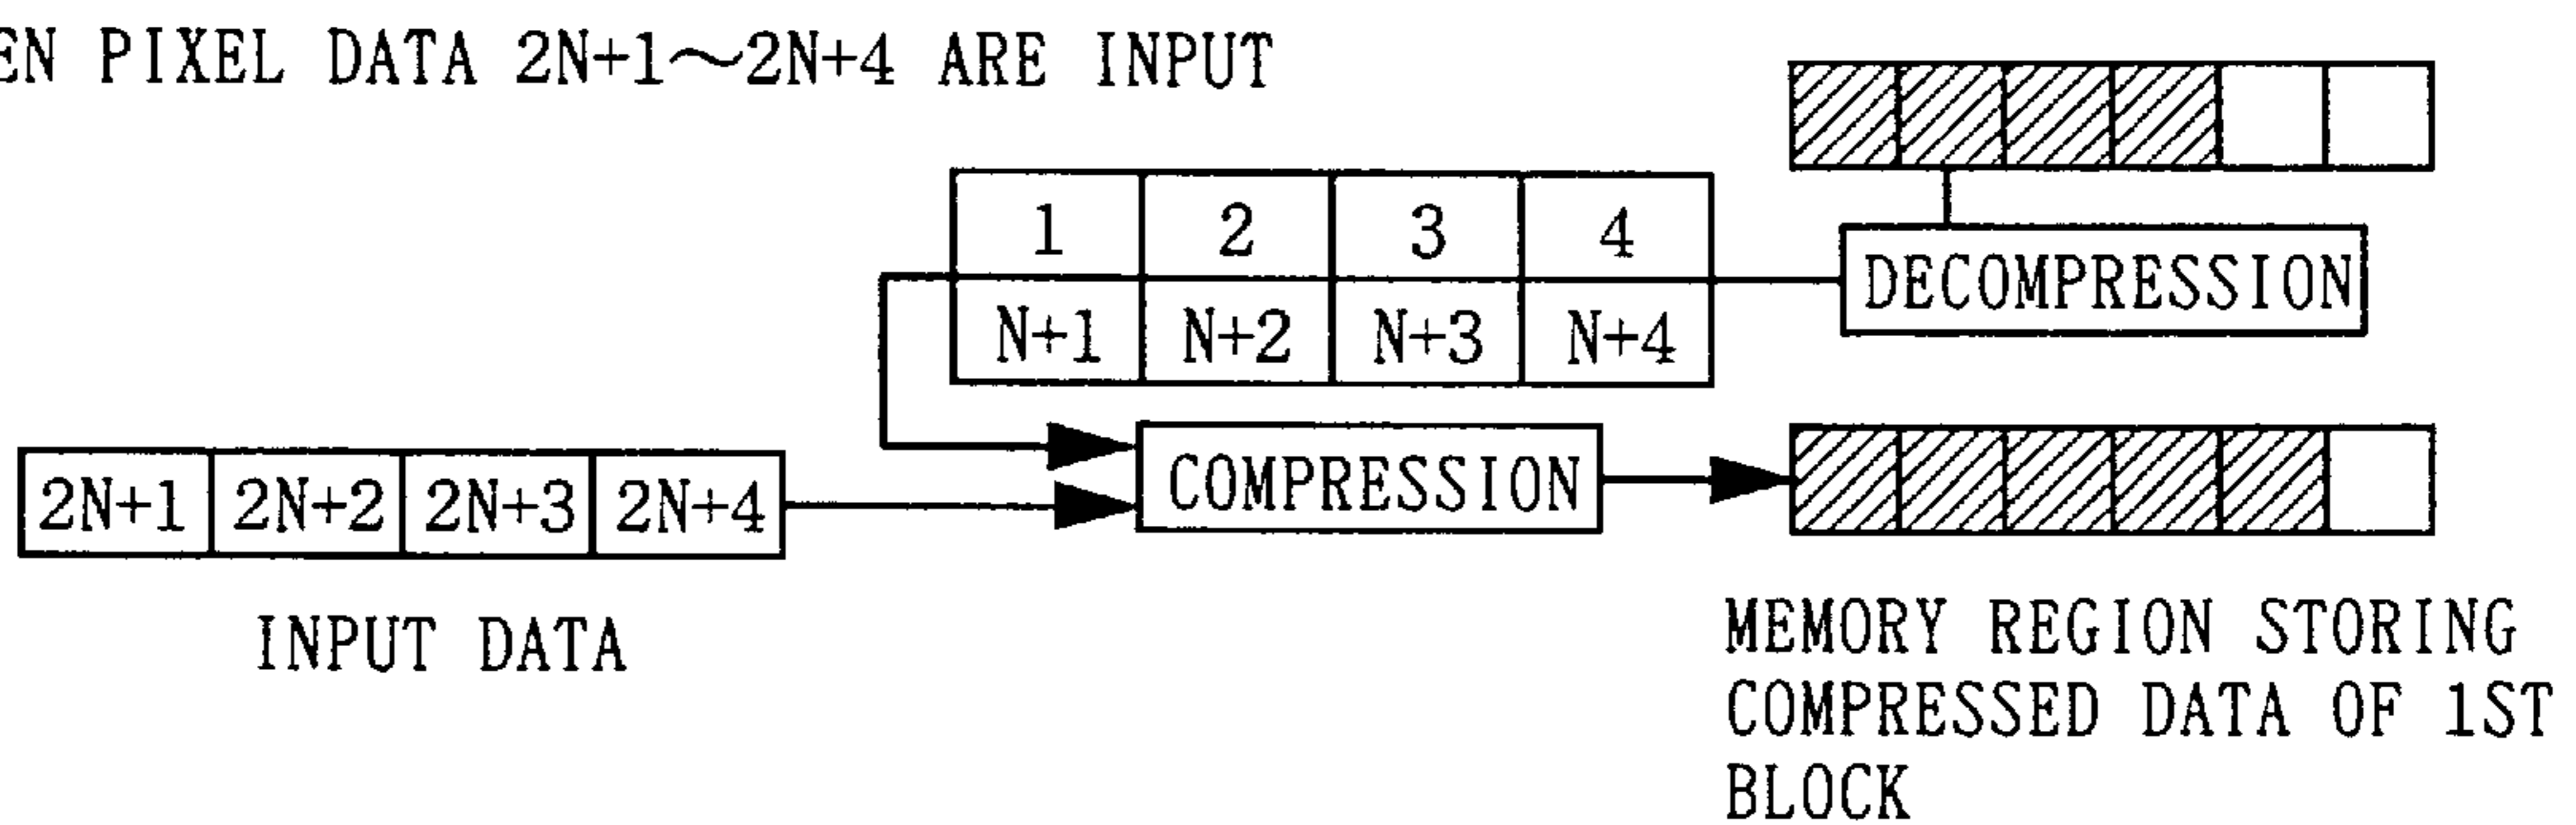 EN PIXEL DATA 2N+1～2N+4 ARE INPUT
1 2 3 4
DECOMPRESSION
N+1 N+2 N+3 N+4
COMPRESSION
2N+1 2N+2 2N+3 2N+4
INPUT DATA
MEMORY REGION STORING
COMPRESSED DATA OF 1ST
BLOCK